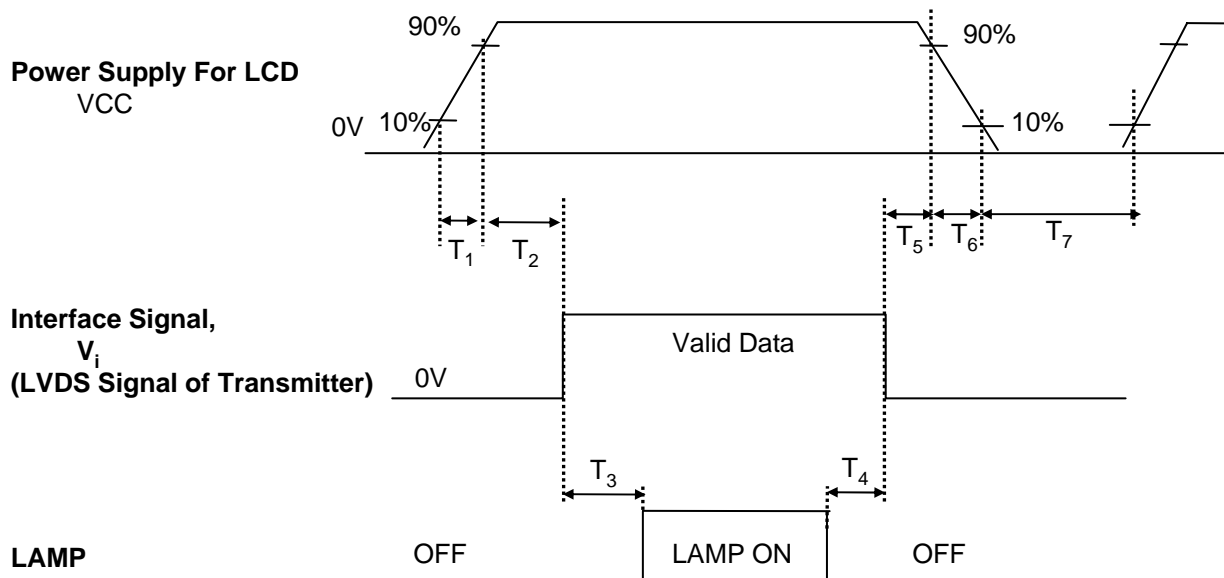 90%
90%
Power Supply For LCD
VCC
0V
10%
10%
T1
T2
T5
T6
T7
Interface Signal,
Vi
(LVDS Signal of Transmitter)
0V
Valid Data
T3
T4
LAMP
OFF
LAMP ON
OFF